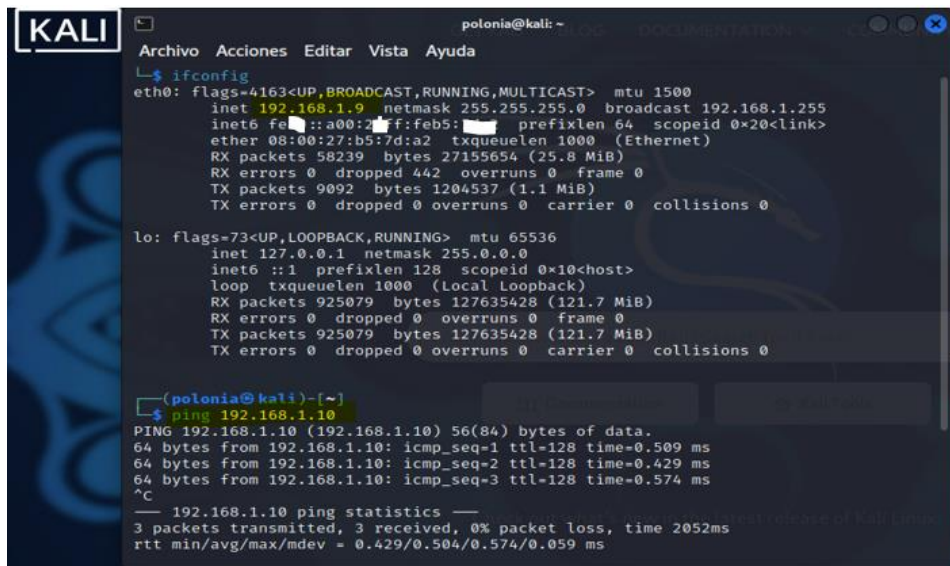 KALI
polonia@kali: ~
Archivo Acciones Editar Vista Ayuda
└─$ ifconfig
eth0: flags=4163<UP,BROADCAST,RUNNING,MULTICAST> mtu 1500
inet 192.168.1.9 netmask 255.255.255.0 broadcast 192.168.1.255
inet6 fe ::a00:2 ff:feb5: prefixlen 64 scopeid 0×20<link>
ether 08:00:27:b5:7d:a2 txqueuelen 1000 (Ethernet)
RX packets 58239 bytes 27155654 (25.8 MiB)
RX errors 0 dropped 442 overruns 0 frame 0
TX packets 9092 bytes 1204537 (1.1 MiB)
TX errors 0 dropped 0 overruns 0 carrier 0 collisions 0
lo: flags=73<UP,LOOPBACK,RUNNING> mtu 65536
inet 127.0.0.1 netmask 255.0.0.0
inet6 ::1 prefixlen 128 scopeid 0×10<host>
loop txqueuelen 1000 (Local Loopback)
RX packets 925079 bytes 127635428 (121.7 MiB)
RX errors 0 dropped 0 overruns 0 frame 0
TX packets 925079 bytes 127635428 (121.7 MiB)
TX errors 0 dropped 0 overruns 0 carrier 0 collisions 0
┌──(polonia㉿kali)-[~]
└─$ ping 192.168.1.10
PING 192.168.1.10 (192.168.1.10) 56(84) bytes of data.
64 bytes from 192.168.1.10: icmp_seq=1 ttl=128 time=0.509 ms
64 bytes from 192.168.1.10: icmp_seq=2 ttl=128 time=0.429 ms
64 bytes from 192.168.1.10: icmp_seq=3 ttl=128 time=0.574 ms
^C
— 192.168.1.10 ping statistics —
3 packets transmitted, 3 received, 0% packet loss, time 2052ms
rtt min/avg/max/mdev = 0.429/0.504/0.574/0.059 ms